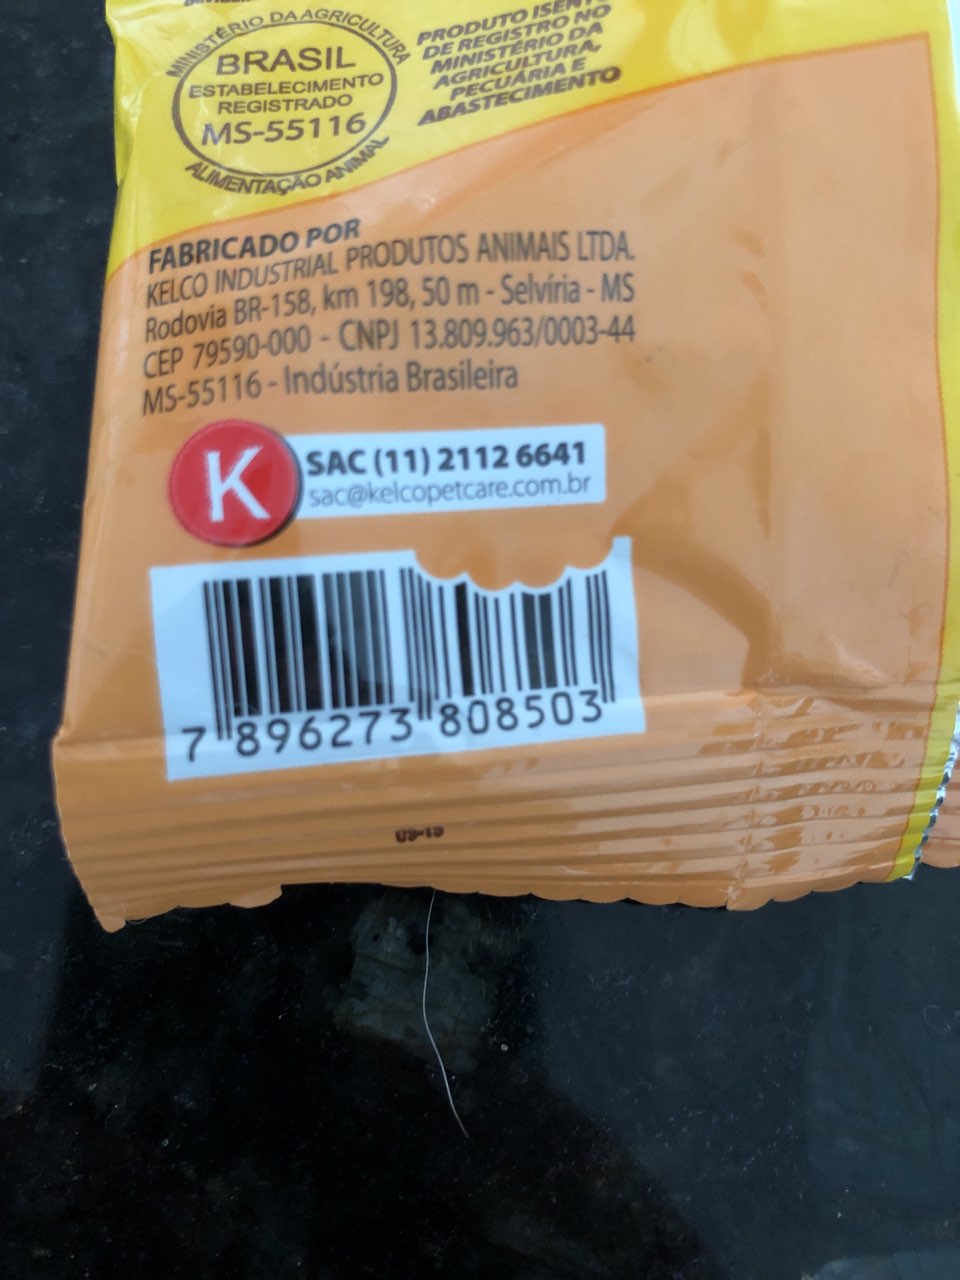 MINISTÉRIO DA AGRICULTURA
BRASIL
ESTABELECIMENTO
REGISTRADO
MS-55116
ALIMENTAÇÃO ANIMAL
PRODUTO ISENTO
DE REGISTRO NO
MINISTÉRIO DA
AGRICULTURA,
PECUÁRIA E
ABASTECIMENTO
FABRICADO POR
KELCO INDUSTRIAL PRODUTOS ANIMAIS LTDA.
Rodovia BR-158, km 198, 50 m - Selvíria - MS
CEP 79590-000 - CNPJ 13.809.963/0003-44
MS-55116 - Indústria Brasileira
K
SAC (11) 2112 6641
sac@kelcopetcare.com.br
7 896273 808503
09-19